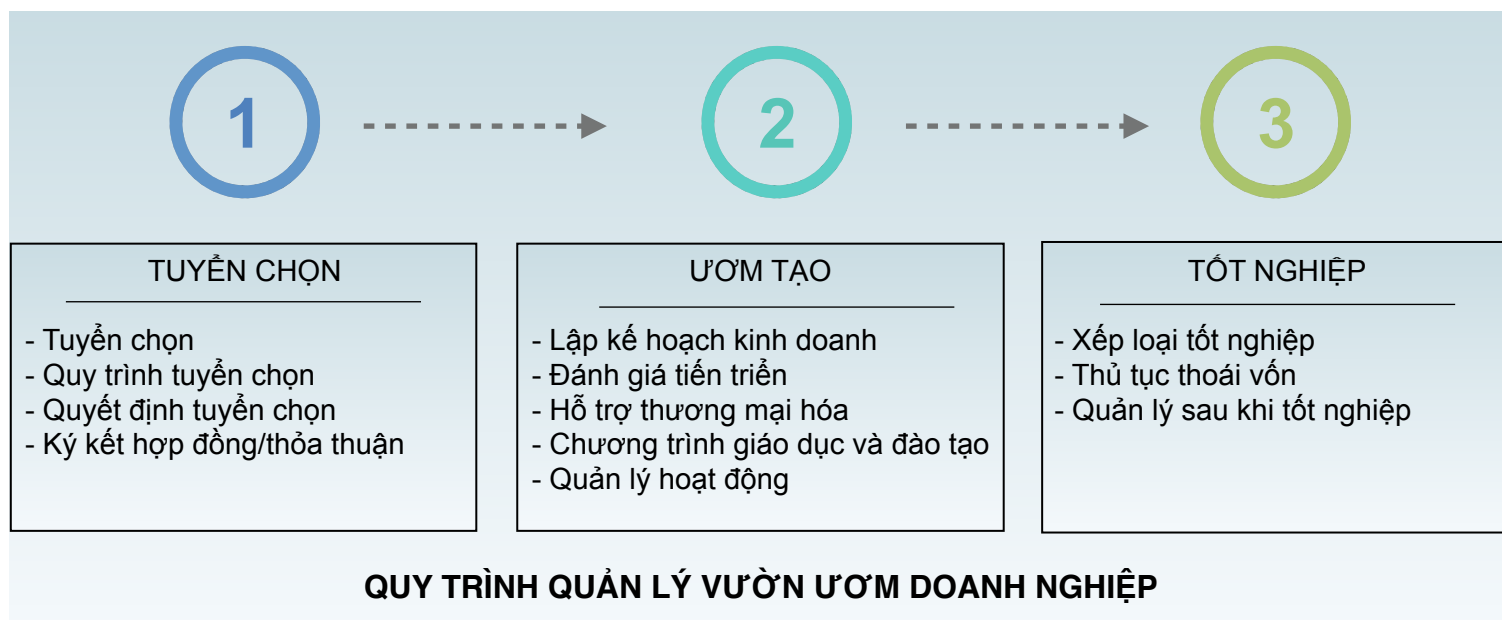 1
2
3
TUYỂN CHỌN
- Tuyển chọn
- Quy trình tuyển chọn
- Quyết định tuyển chọn
- Ký kết hợp đồng/thỏa thuận
ƯƠM TẠO
- Lập kế hoạch kinh doanh
- Đánh giá tiến triển
- Hỗ trợ thương mại hóa
- Chương trình giáo dục và đào tạo
- Quản lý hoạt động
TỐT NGHIỆP
- Xếp loại tốt nghiệp
- Thủ tục thoái vốn
- Quản lý sau khi tốt nghiệp
QUY TRÌNH QUẢN LÝ VƯỜN ƯƠM DOANH NGHIỆP